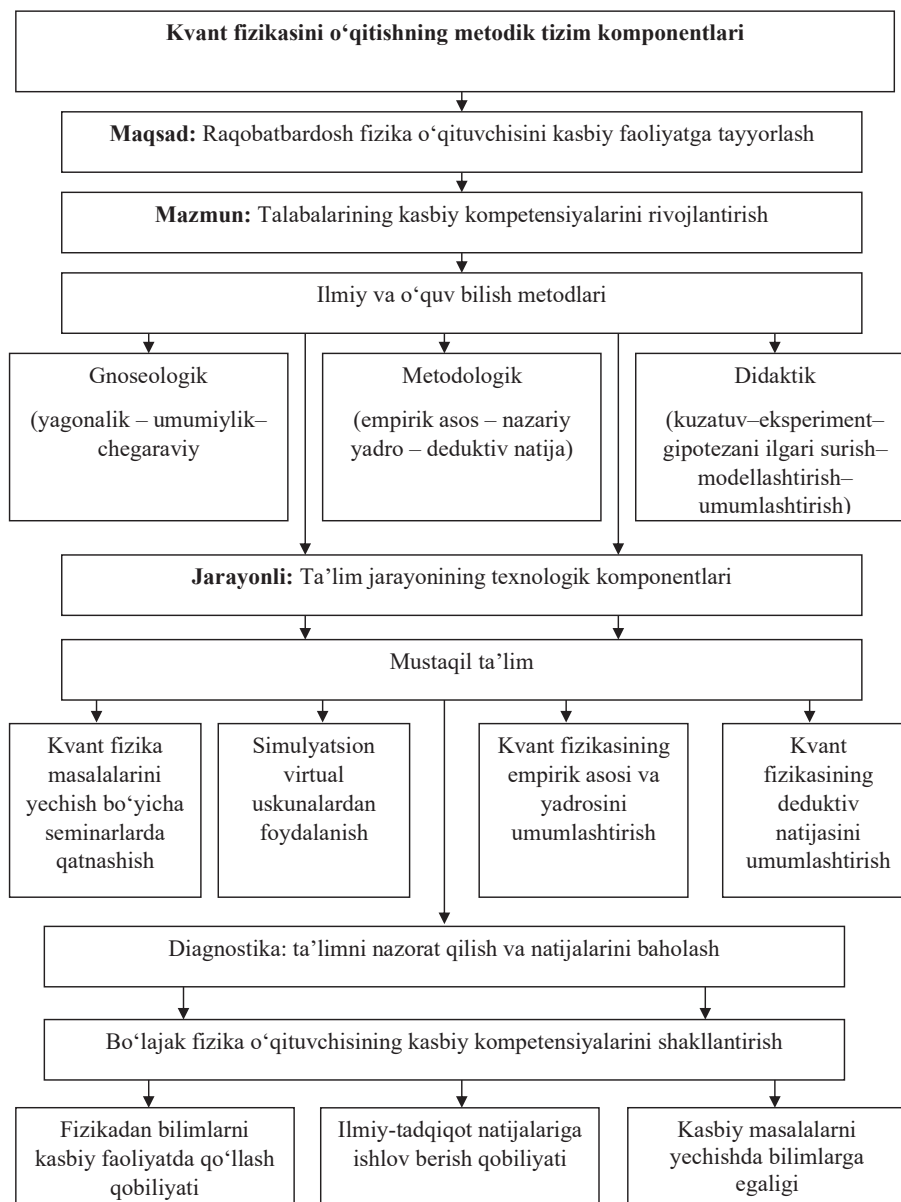 Kvant fizikasini o‘qitishning metodik tizim komponentlari
Maqsad: Raqobatbardosh fizika o‘qituvchisini kasbiy faoliyatga tayyorlash
Mazmun: Talabalarining kasbiy kompetensiyalarini rivojlantirish
Ilmiy va o‘quv bilish metodlari
Gnoseologik
(yagonalik – umumiylik–
chegaraviy
Metodologik
(empirik asos – nazariy
yadro – deduktiv natija)
Didaktik
(kuzatuv–eksperiment–
gipotezani ilgari surish–
modellashtirish–
umumlashtirish)
Jarayonli: Ta’lim jarayonining texnologik komponentlari
Mustaqil ta’lim
Kvant fizika
masalalarini
yechish bo‘yicha
seminarlarda
qatnashish
Simulyatsion
virtual
uskunalardan
foydalanish
Kvant fizikasining
empirik asosi va
yadrosini
umumlashtirish
Kvant
fizikasining
deduktiv
natijasini
umumlashtirish
Diagnostika: ta’limni nazorat qilish va natijalarini baholash
Bo‘lajak fizika o‘qituvchisining kasbiy kompetensiyalarini shakllantirish
Fizikadan bilimlarni
kasbiy faoliyatda qo‘llash
qobiliyati
Ilmiy-tadqiqot natijalariga
ishlov berish qobiliyati
Kasbiy masalalarni
yechishda bilimlarga
egaligi